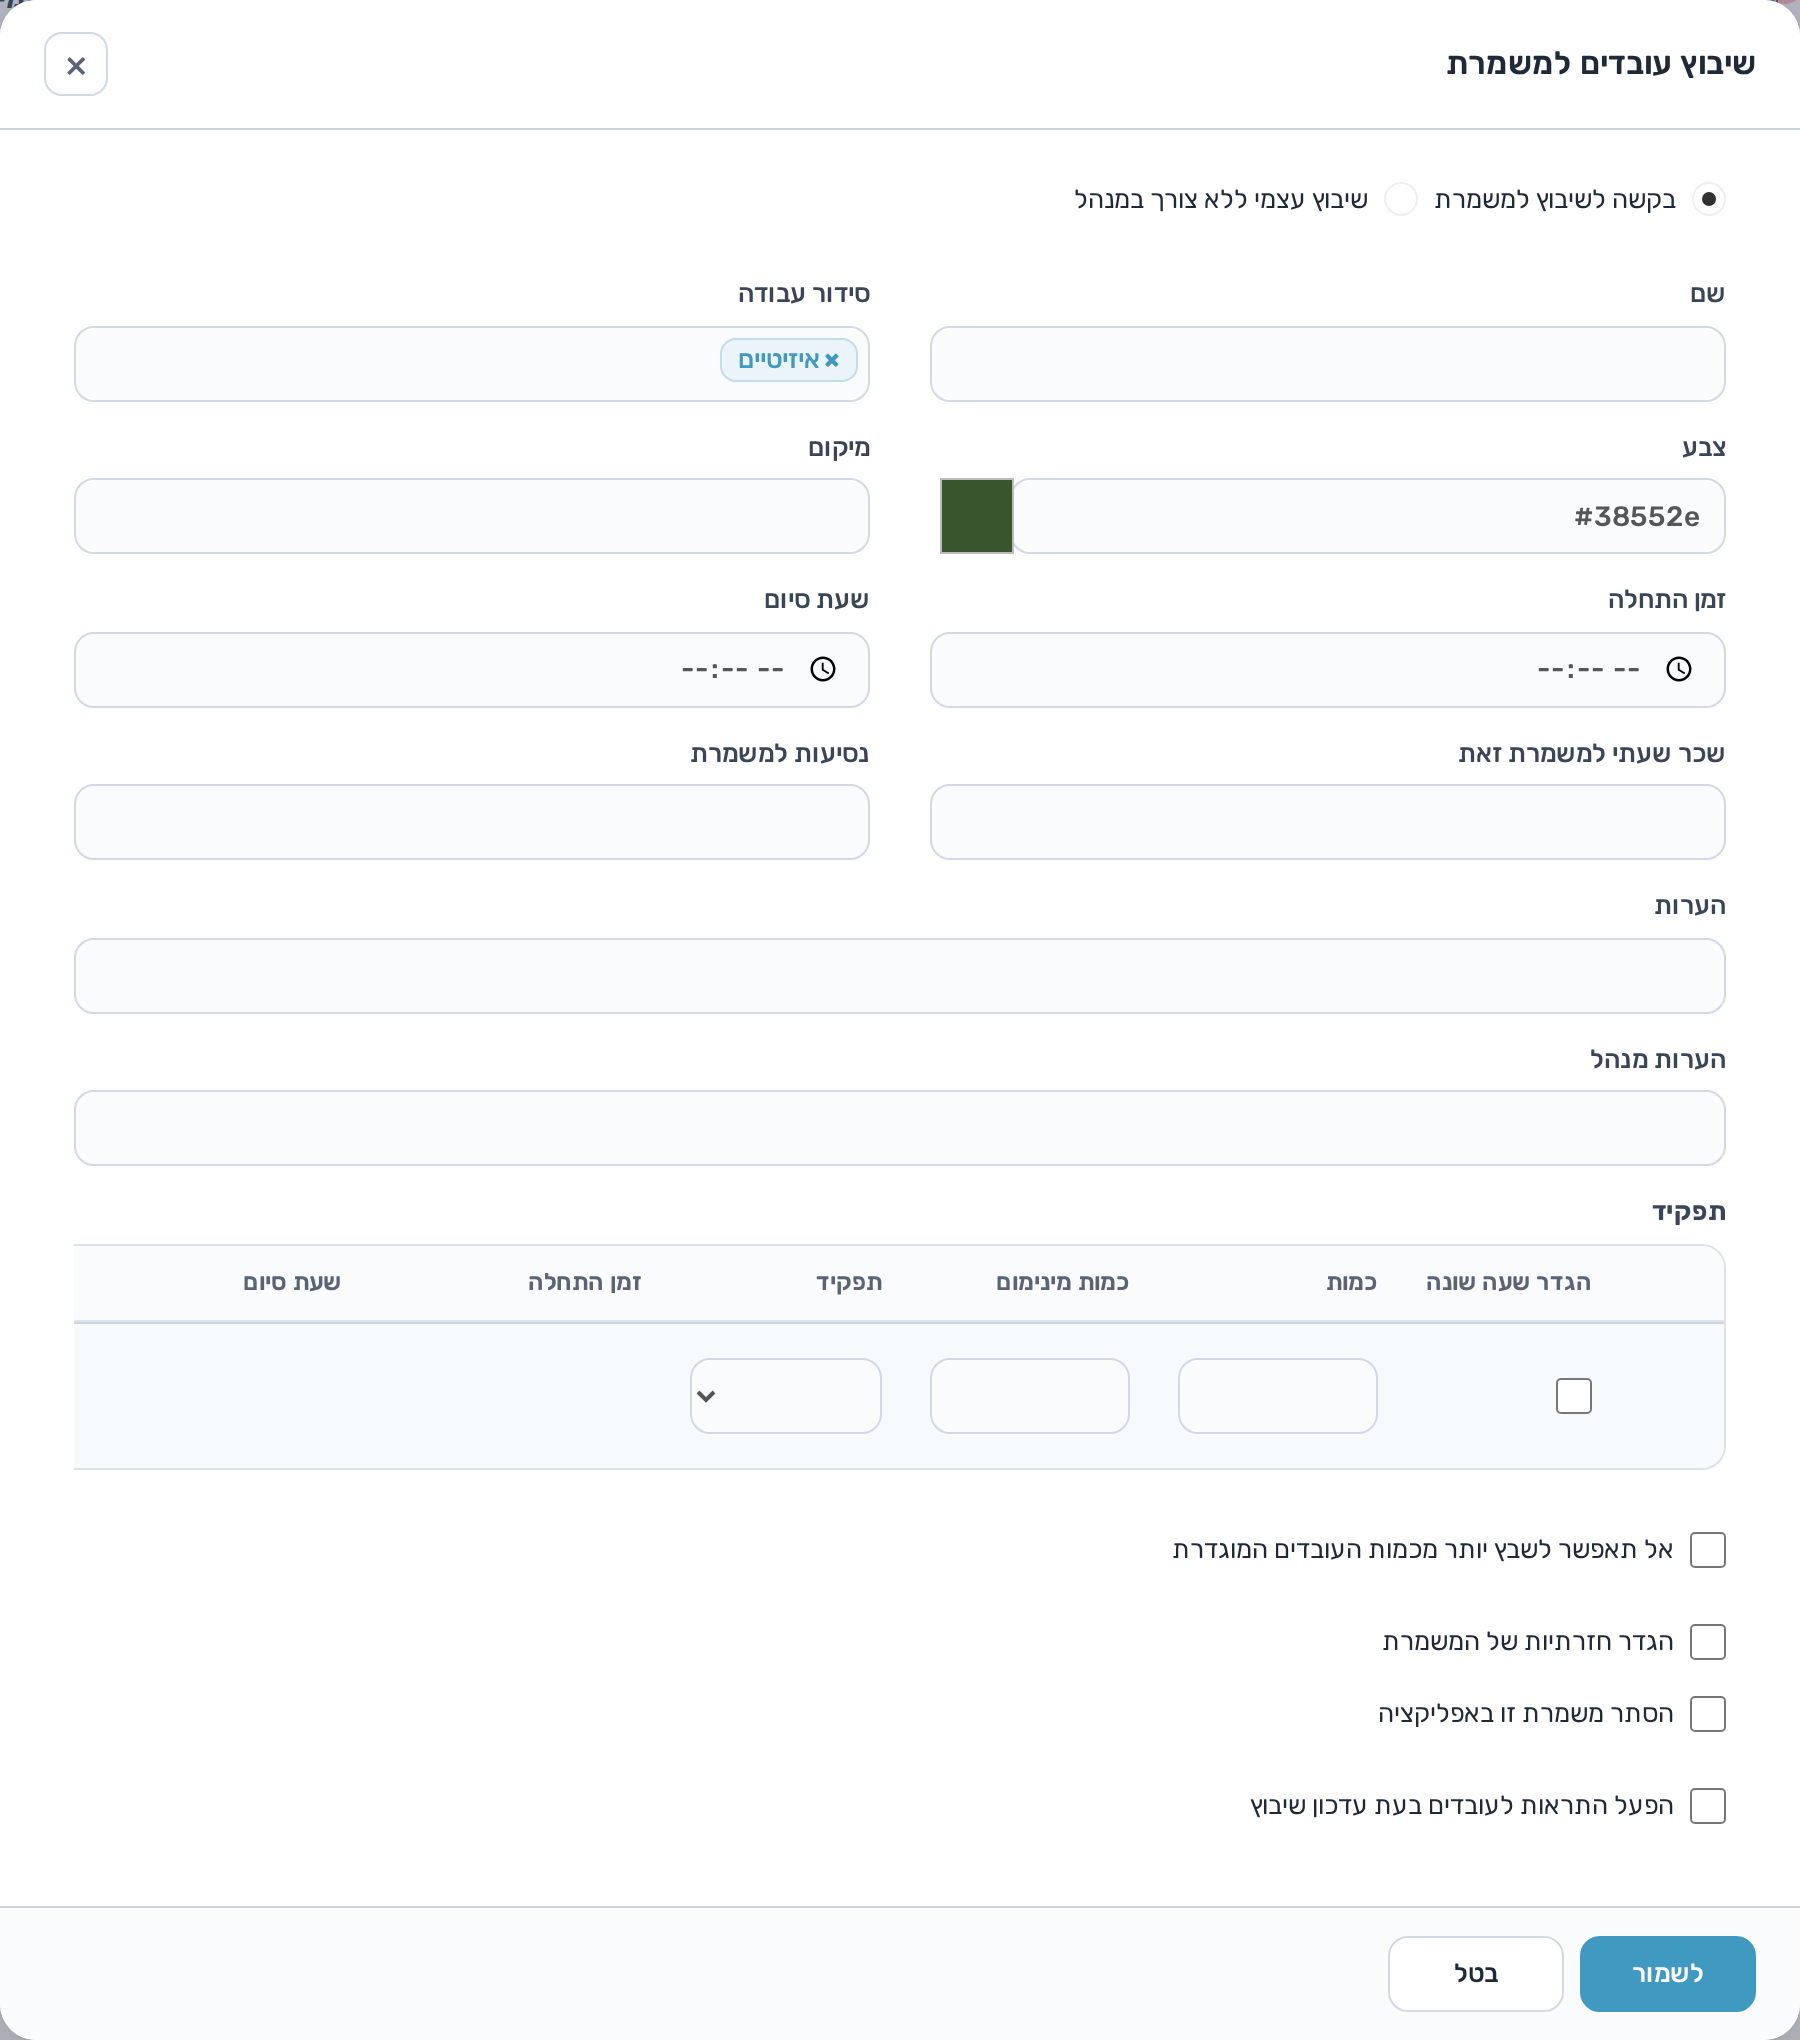 שיבוץ עובדים למשמרת
בקשה לשיבוץ למשמרת שיבוץ עצמי ללא צורך במנהל
שם
סידור עבודה
איזיטיים
צבע
מיקום
#38552e
זמן התחלה
שעת סיום
--:-- --
--:-- --
שכר שעתי למשמרת זאת
נסיעות למשמרת
הערות
הערות מנהל
תפקיד
הגדר שעה שונה כמות כמות מינימום תפקיד זמן התחלה שעת סיום
אל תאפשר לשבץ יותר מכמות העובדים המוגדרת
הגדר חזרתיות של המשמרת
הסתר משמרת זו באפליקציה
הפעל התראות לעובדים בעת עדכון שיבוץ
לשמור
בטל